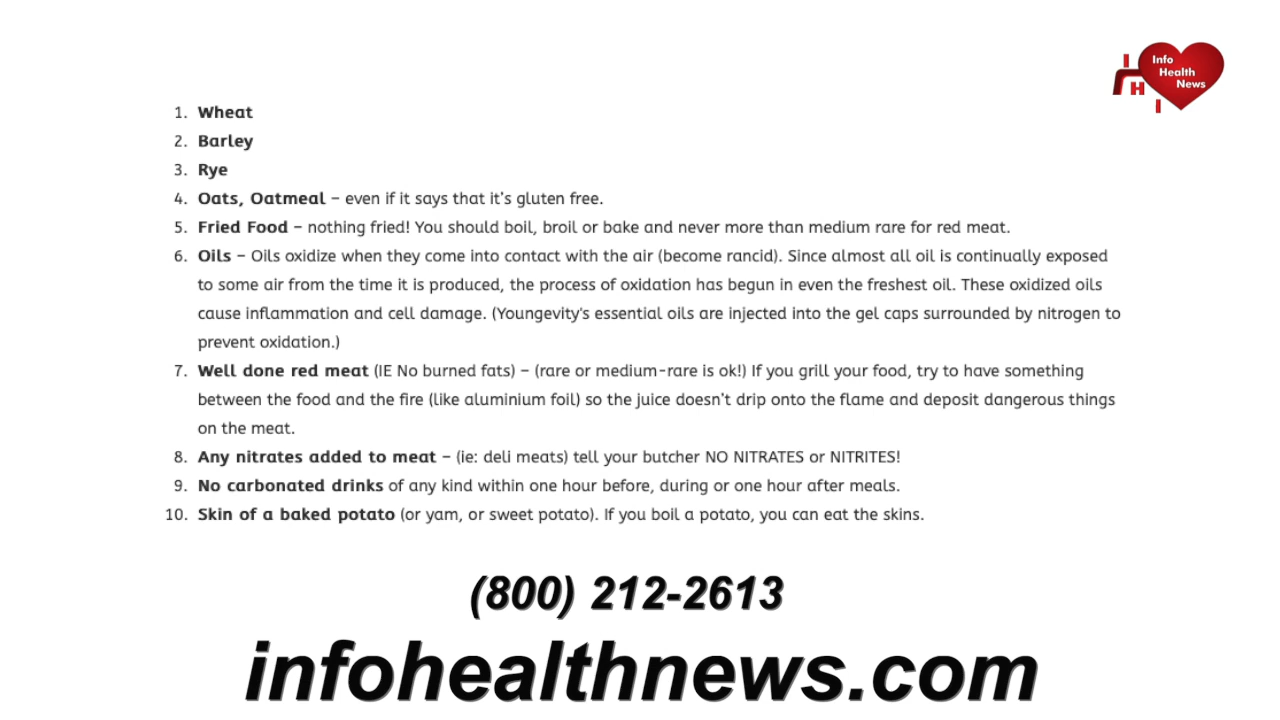 Info
Health
News
H
1. Wheat
2. Barley
3. Rye
4. Oats, Oatmeal – even if it says that it's gluten free.
5. Fried Food – nothing fried! You should boil, broil or bake and never more than medium rare for red meat.
6. Oils – Oils oxidize when they come into contact with the air (become rancid). Since almost all oil is continually exposed
to some air from the time it is produced, the process of oxidation has begun in even the freshest oil. These oxidized oils
cause inflammation and cell damage. (Youngevity's essential oils are injected into the gel caps surrounded by nitrogen to
prevent oxidation.)
7. Well done red meat (IE No burned fats) – (rare or medium-rare is ok!) If you grill your food, try to have something
between the food and the fire (like aluminium foil) so the juice doesn't drip onto the flame and deposit dangerous things
on the meat.
8. Any nitrates added to meat – (ie: deli meats) tell your butcher NO NITRATES or NITRITES!
9. No carbonated drinks of any kind within one hour before, during or one hour after meals.
10. Skin of a baked potato (or yam, or sweet potato). If you boil a potato, you can eat the skins.
(800) 212-2613
infohealthnews.com